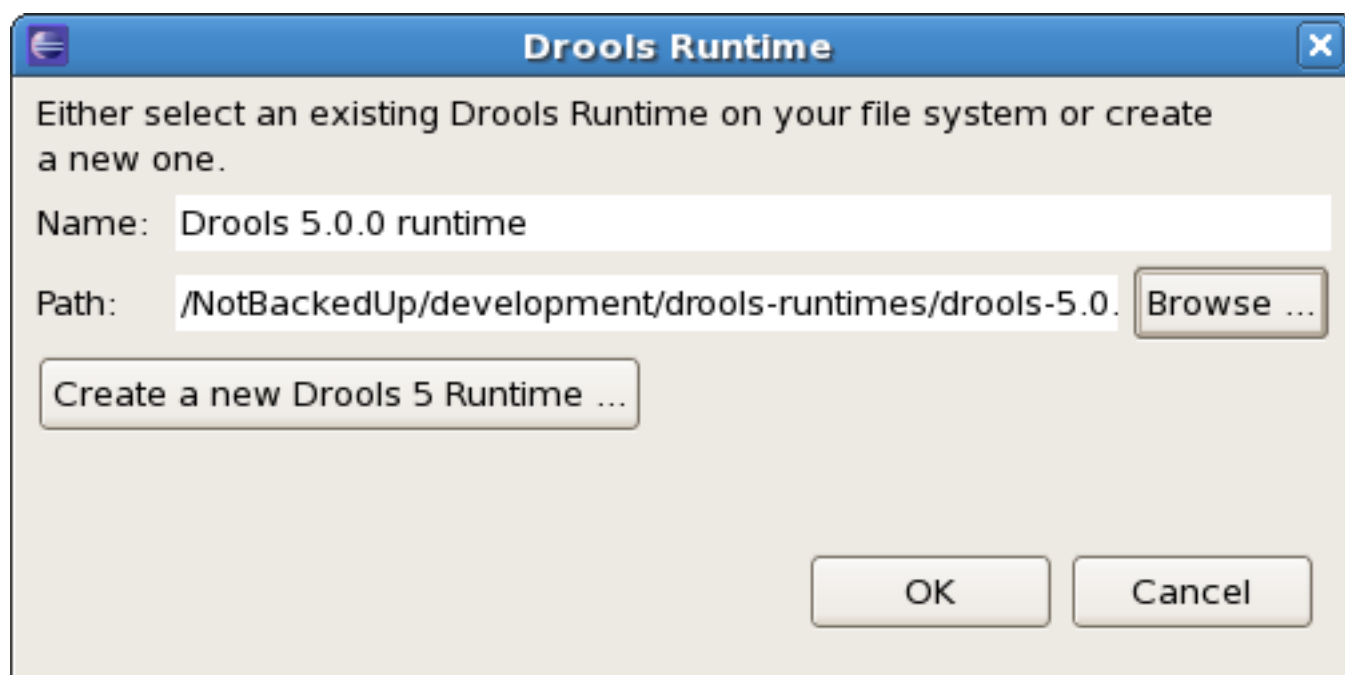 Drools Runtime
Either select an existing Drools Runtime on your file system or create
a new one.
Name: Drools 5.0.0 runtime
Path: /NotBackedUp/development/drools-runtimes/drools-5.0. Browse ...
Create a new Drools 5 Runtime ...
OK Cancel